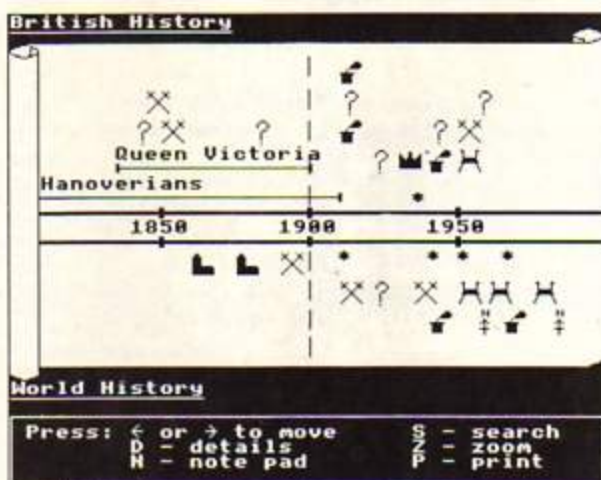 British History
?
?
? ?
?
Queen Victoria
?
Hanoverians
1850 1900 1950
?
N N
World History
Press: ← or → to move S - search
D - details Z - zoom
N - note pad P - print